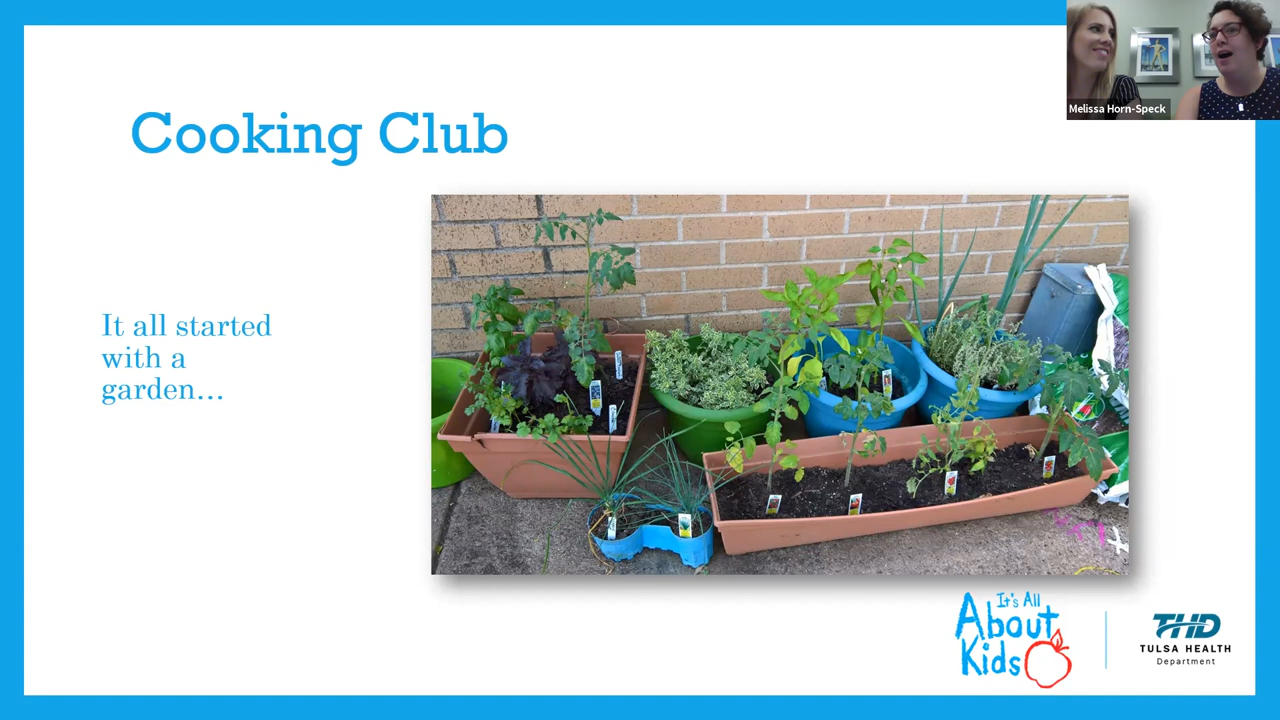 Melissa Horn-Speck
Cooking Club
It all started
with a
garden...
It's All
About
Kids
THD
TULSA HEALTH
Department